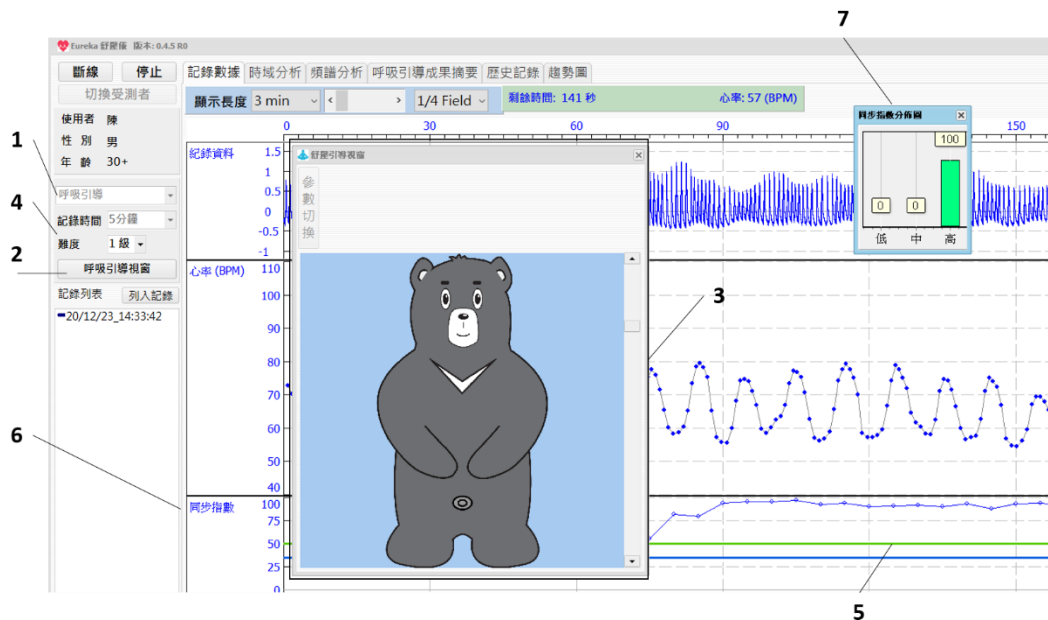 7
Eureka 舒壓版 版本: 0.4.5 R0
斷線 停止
切換受測者
記錄數據 時域分析 頻譜分析 呼吸引導成果摘要 歷史記錄 趨勢圖
顯示長度 3 min < > 1/4 Field 剩餘時間: 141 秒 心率: 57 (BPM)
使用者 陳
性 別 男
年 齡 30+
1
呼吸引導
4
記錄時間 5分鐘
難度 1 級
2
呼吸引導視窗
記錄列表 列入記錄
20/12/23_14:33:42
6
0 30 60 90 150
紀錄資料
1.5
1
0.5
0
-0.5
-1
舒壓引導視窗
參數切換
同步指數分佈圖
100
0 0
低 中 高
心率 (BPM)
110
100
90
80
70
60
50
40
3
同步指數
100
75
50
25
0
5